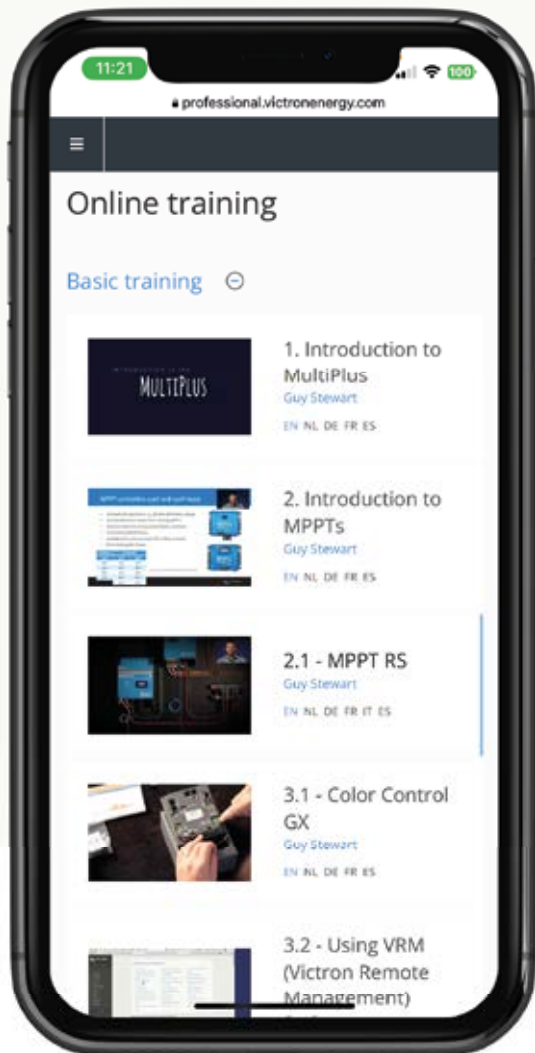 11:21
100
professional.victronenergy.com
Online training
Basic training
INTRODUCTION TO THE
MULTIPLUS
1. Introduction to
MultiPlus
Guy Stewart
EN NL DE FR ES
2. Introduction to
MPPTs
Guy Stewart
EN NL DE FR ES
2.1 - MPPT RS
Guy Stewart
EN NL DE FR IT ES
3.1 - Color Control
GX
Guy Stewart
EN NL DE FR ES
3.2 - Using VRM
(Victron Remote
Management)